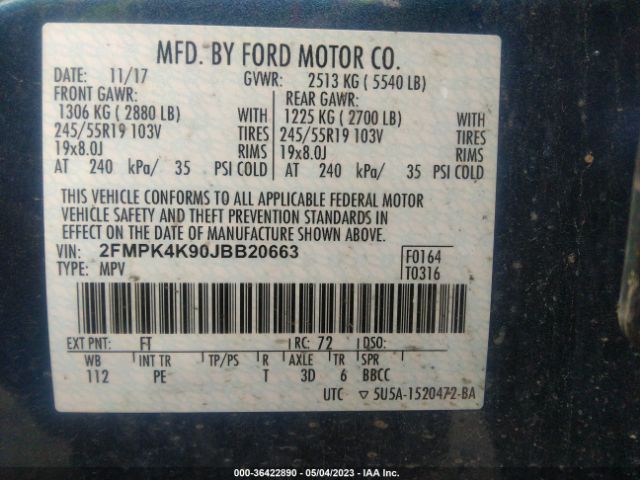 MFD. BY FORD MOTOR CO.
DATE: 11/17 GVWR: 2513 KG ( 5540 LB)
FRONT GAWR: REAR GAWR:
1306 KG ( 2880 LB) WITH 1225 KG ( 2700 LB) WITH
245/55R19 103V TIRES 245/55R19 103V TIRES
19x8.0J RIMS 19x8.0J RIMS
AT 240 kPa/ 35 PSI COLD AT 240 kPa/ 35 PSI COLD
THIS VEHICLE CONFORMS TO ALL APPLICABLE FEDERAL MOTOR
VEHICLE SAFETY AND THEFT PREVENTION STANDARDS IN
EFFECT ON THE DATE OF MANUFACTURE SHOWN ABOVE.
VIN: 2FMPK4K90JBB20663 F0164
TYPE: MPV T0316
EXT PNT: FT RC: 72 DSO:
WB INT TR TP/PS R AXLE TR SPR
112 PE T 3D 6 BBCC
UTC ▽ 5U5A-1520472-BA
000-36422890 - 05/04/2023 - IAA Inc.